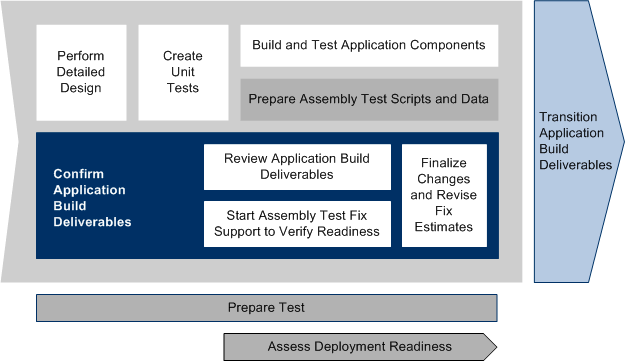 Perform
Detailed
Design
Create
Unit
Tests
Build and Test Application Components
Prepare Assembly Test Scripts and Data
Confirm
Application
Build
Deliverables
Review Application Build
Deliverables
Start Assembly Test Fix
Support to Verify Readiness
Finalize
Changes
and Revise
Fix
Estimates
Transition
Application
Build
Deliverables
Prepare Test
Assess Deployment Readiness